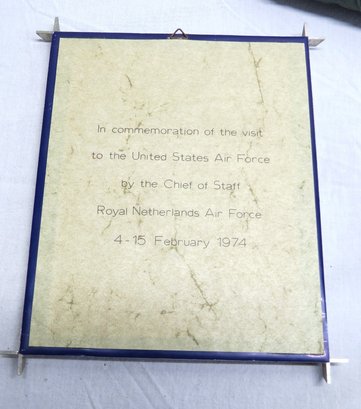 In commemoration of the visit
to the United States Air Force
by the Chief of Staff
Royal Netherlands Air Force
4-15 February 1974